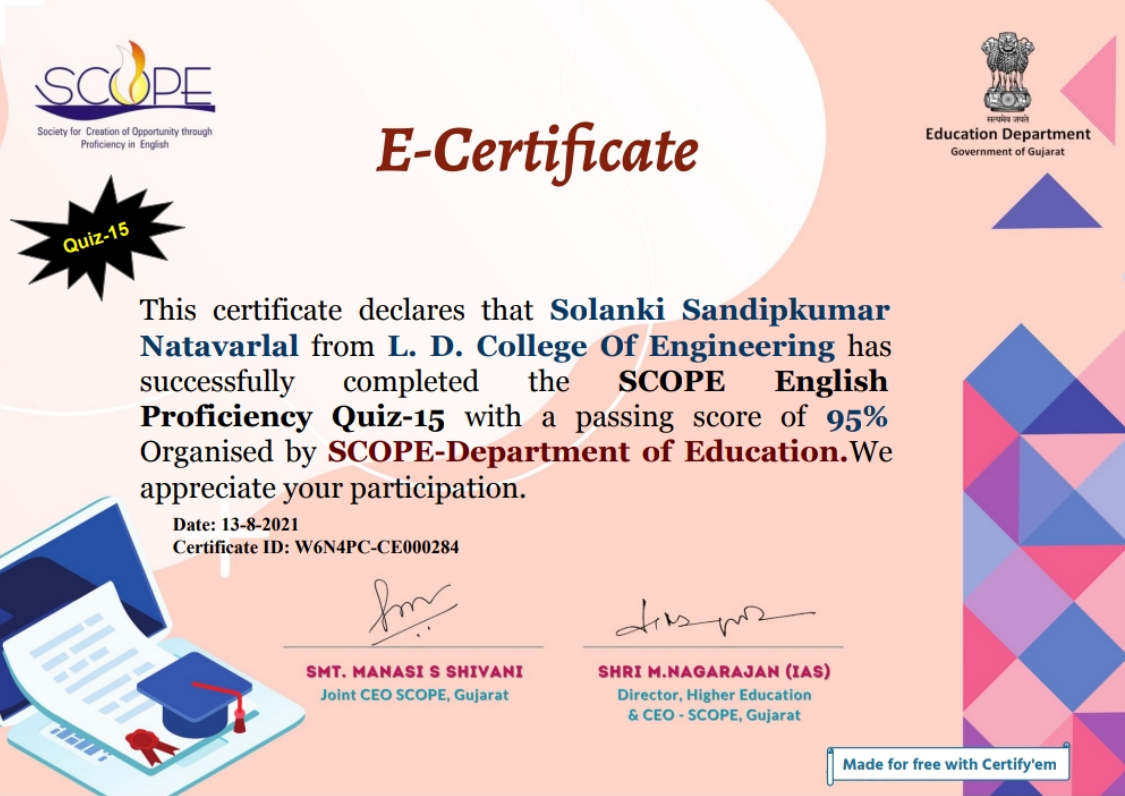 SCOPE
Society for Creation of Opportunity through
Proficiency in English
सत्यमेव जयते
Education Department
Government of Gujarat
E-Certificate
Quiz-15
This certificate declares that Solanki Sandipkumar
Natavarlal from L. D. College Of Engineering has
successfully completed the SCOPE English
Proficiency Quiz-15 with a passing score of 95%
Organised by SCOPE-Department of Education.We
appreciate your participation.
Date: 13-8-2021
Certificate ID: W6N4PC-CE000284
SMT. MANASI S SHIVANI
Joint CEO SCOPE, Gujarat
SHRI M.NAGARAJAN (IAS)
Director, Higher Education
& CEO - SCOPE, Gujarat
Made for free with Certify'em